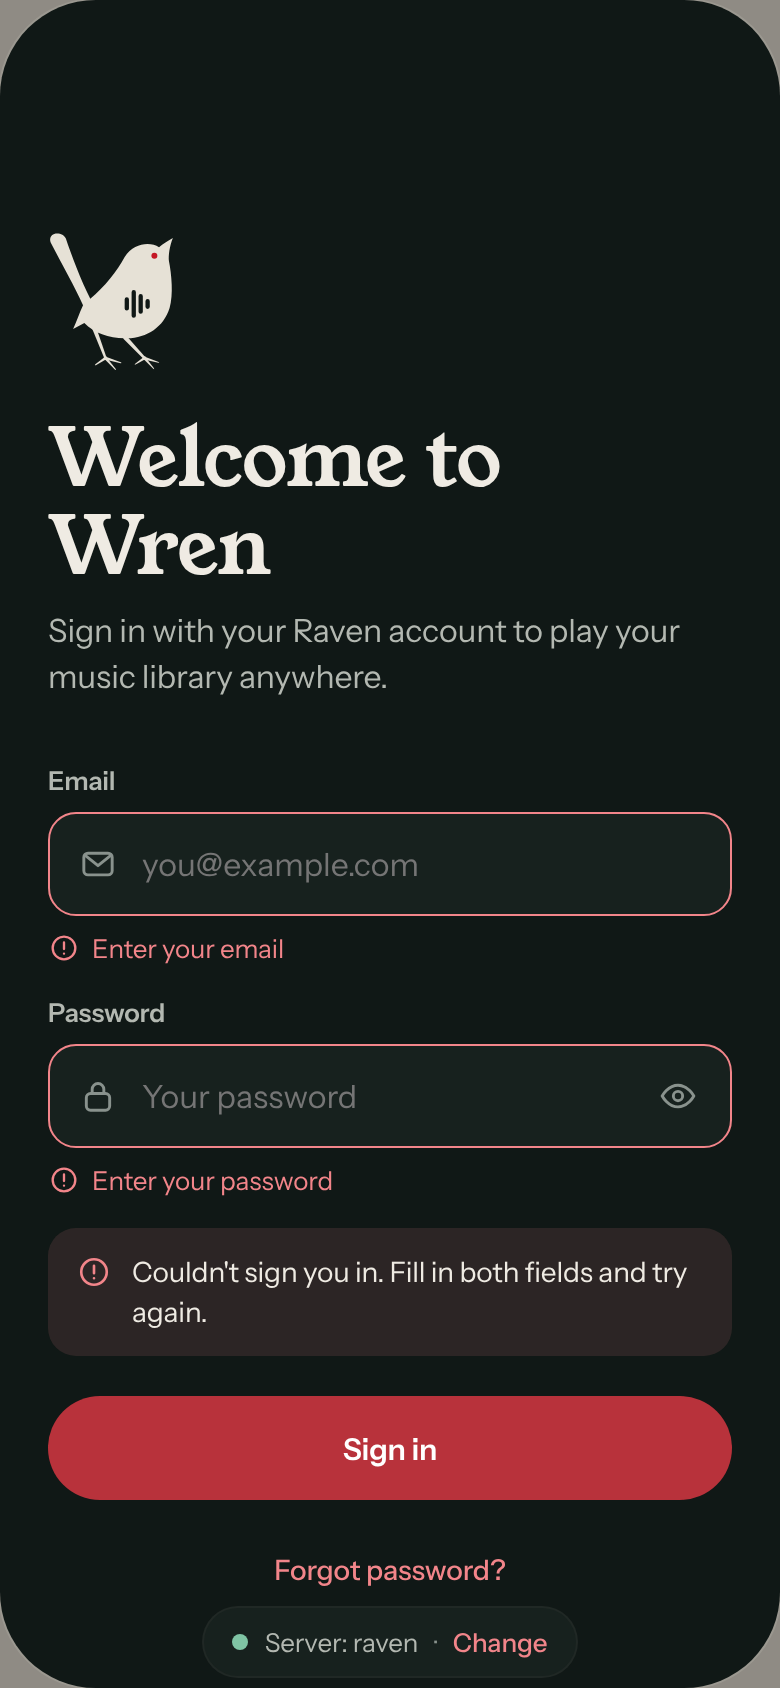 Welcome to
Wren
Sign in with your Raven account to play your
music library anywhere.
Email
you@example.com
Enter your email
Password
Your password
Enter your password
Couldn't sign you in. Fill in both fields and try
again.
Sign in
Forgot password?
Server: raven · Change